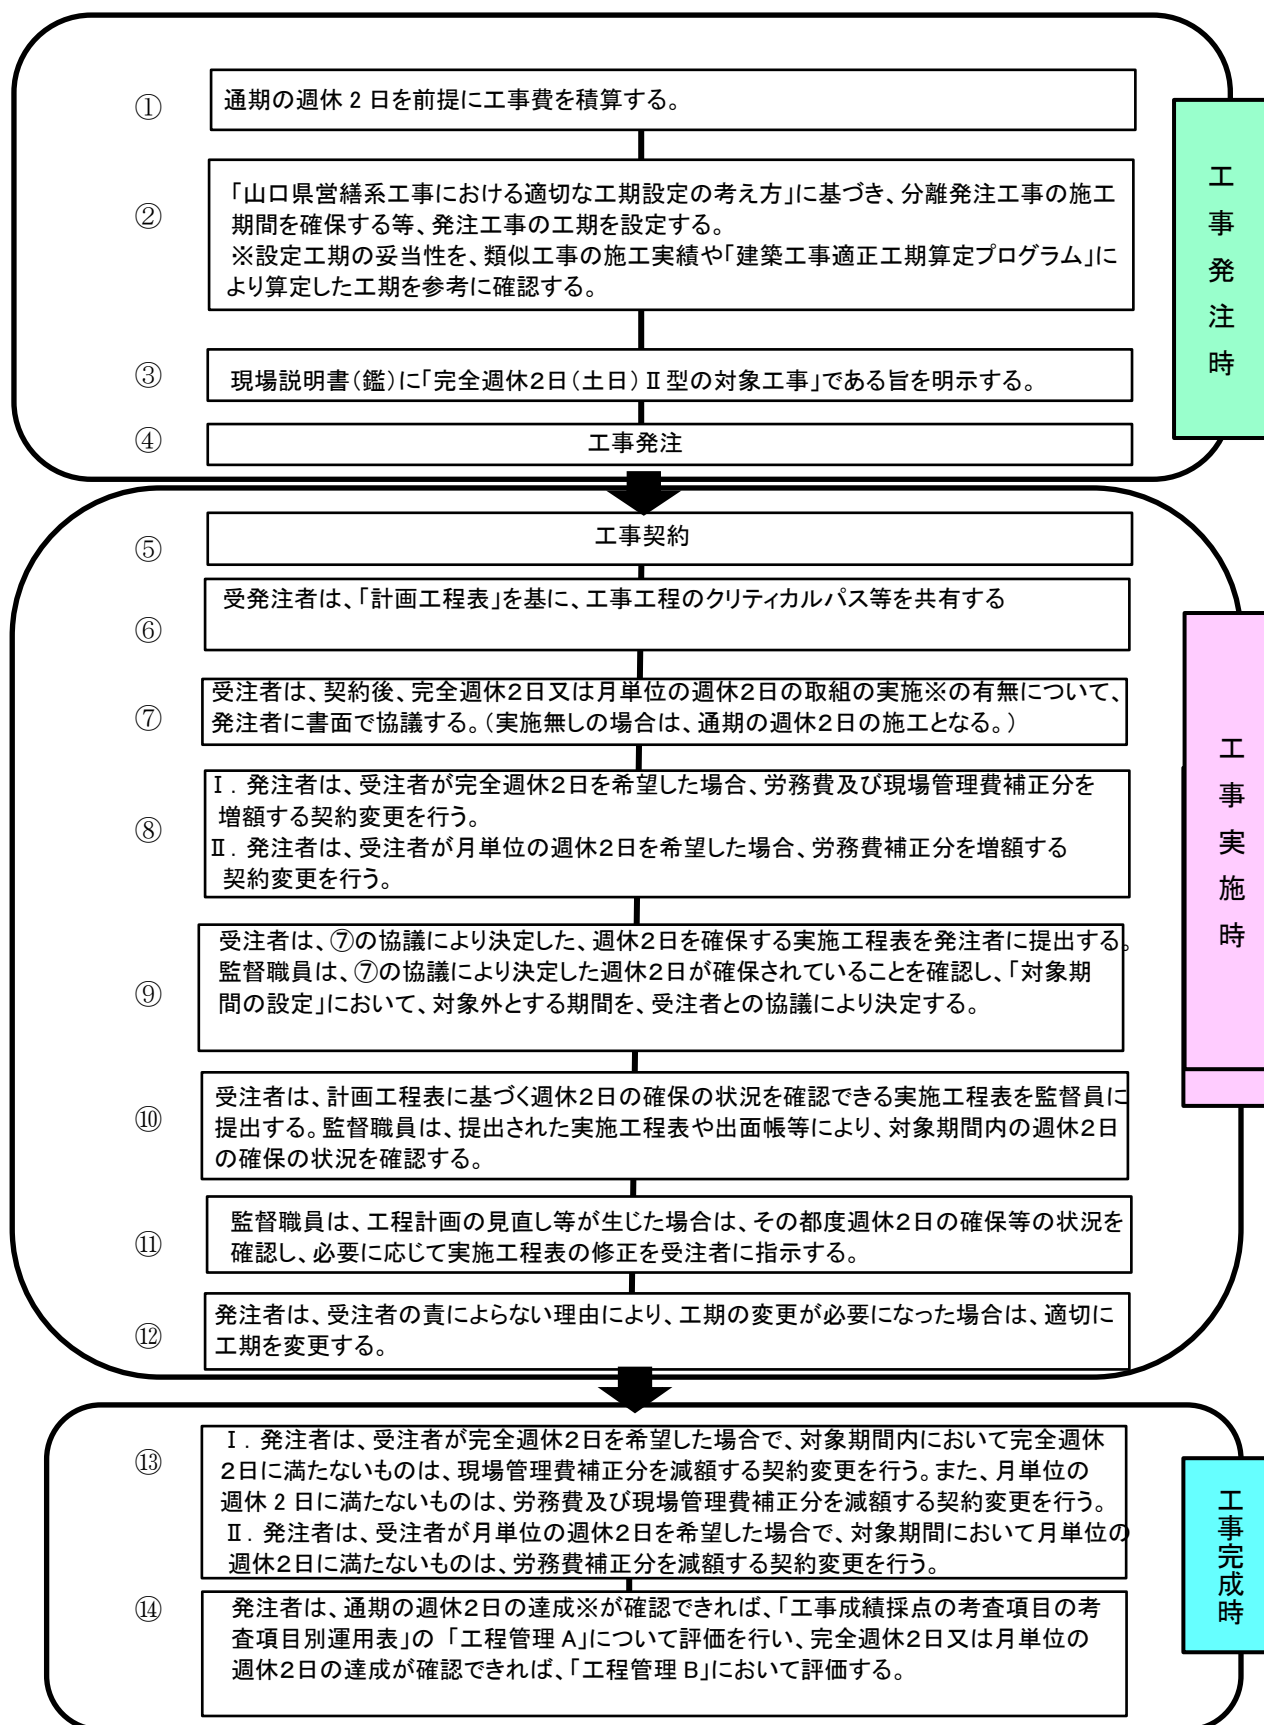 ①
通期の週休 2 日を前提に工事費を積算する。
②
「山口県営繕系工事における適切な工期設定の考え方」に基づき、分離発注工事の施工
期間を確保する等、発注工事の工期を設定する。
※設定工期の妥当性を、類似工事の施工実績や「建築工事適正工期算定プログラム」に
より算定した工期を参考に確認する。
③
現場説明書（鑑）に「完全週休２日（土日）Ⅱ型の対象工事」である旨を明示する。
④
工事発注
工事発注時
⑤
工事契約
⑥
受発注者は、「計画工程表」を基に、工事工程のクリティカルパス等を共有する
⑦
受注者は、契約後、完全週休２日又は月単位の週休２日の取組の実施※の有無について、
発注者に書面で協議する。（実施無しの場合は、通期の週休２日の施工となる。）
⑧
Ⅰ．発注者は、受注者が完全週休２日を希望した場合、労務費及び現場管理費補正分を
増額する契約変更を行う。
Ⅱ．発注者は、受注者が月単位の週休２日を希望した場合、労務費補正分を増額する
契約変更を行う。
⑨
受注者は、⑦の協議により決定した、週休２日を確保する実施工程表を発注者に提出する。
監督職員は、⑦の協議により決定した週休２日が確保されていることを確認し、「対象期
間の設定」において、対象外とする期間を、受注者との協議により決定する。
⑩
受注者は、計画工程表に基づく週休２日の確保の状況を確認できる実施工程表を監督員に
提出する。監督職員は、提出された実施工程表や出面帳等により、対象期間内の週休２日
の確保の状況を確認する。
⑪
監督職員は、工程計画の見直し等が生じた場合は、その都度週休２日の確保等の状況を
確認し、必要に応じて実施工程表の修正を受注者に指示する。
⑫
発注者は、受注者の責によらない理由により、工期の変更が必要になった場合は、適切に
工期を変更する。
工事実施時
⑬
Ⅰ．発注者は、受注者が完全週休２日を希望した場合で、対象期間内において完全週休
２日に満たないものは、現場管理費補正分を減額する契約変更を行う。また、月単位の
週休 2 日に満たないものは、労務費及び現場管理費補正分を減額する契約変更を行う。
Ⅱ．発注者は、受注者が月単位の週休２日を希望した場合で、対象期間において月単位の
週休２日に満たないものは、労務費補正分を減額する契約変更を行う。
⑭
発注者は、通期の週休２日の達成※が確認できれば、「工事成績採点の考査項目の考
査項目別運用表」の「工程管理 A」について評価を行い、完全週休２日又は月単位の
週休２日の達成が確認できれば、「工程管理 B」において評価する。
工事完成時